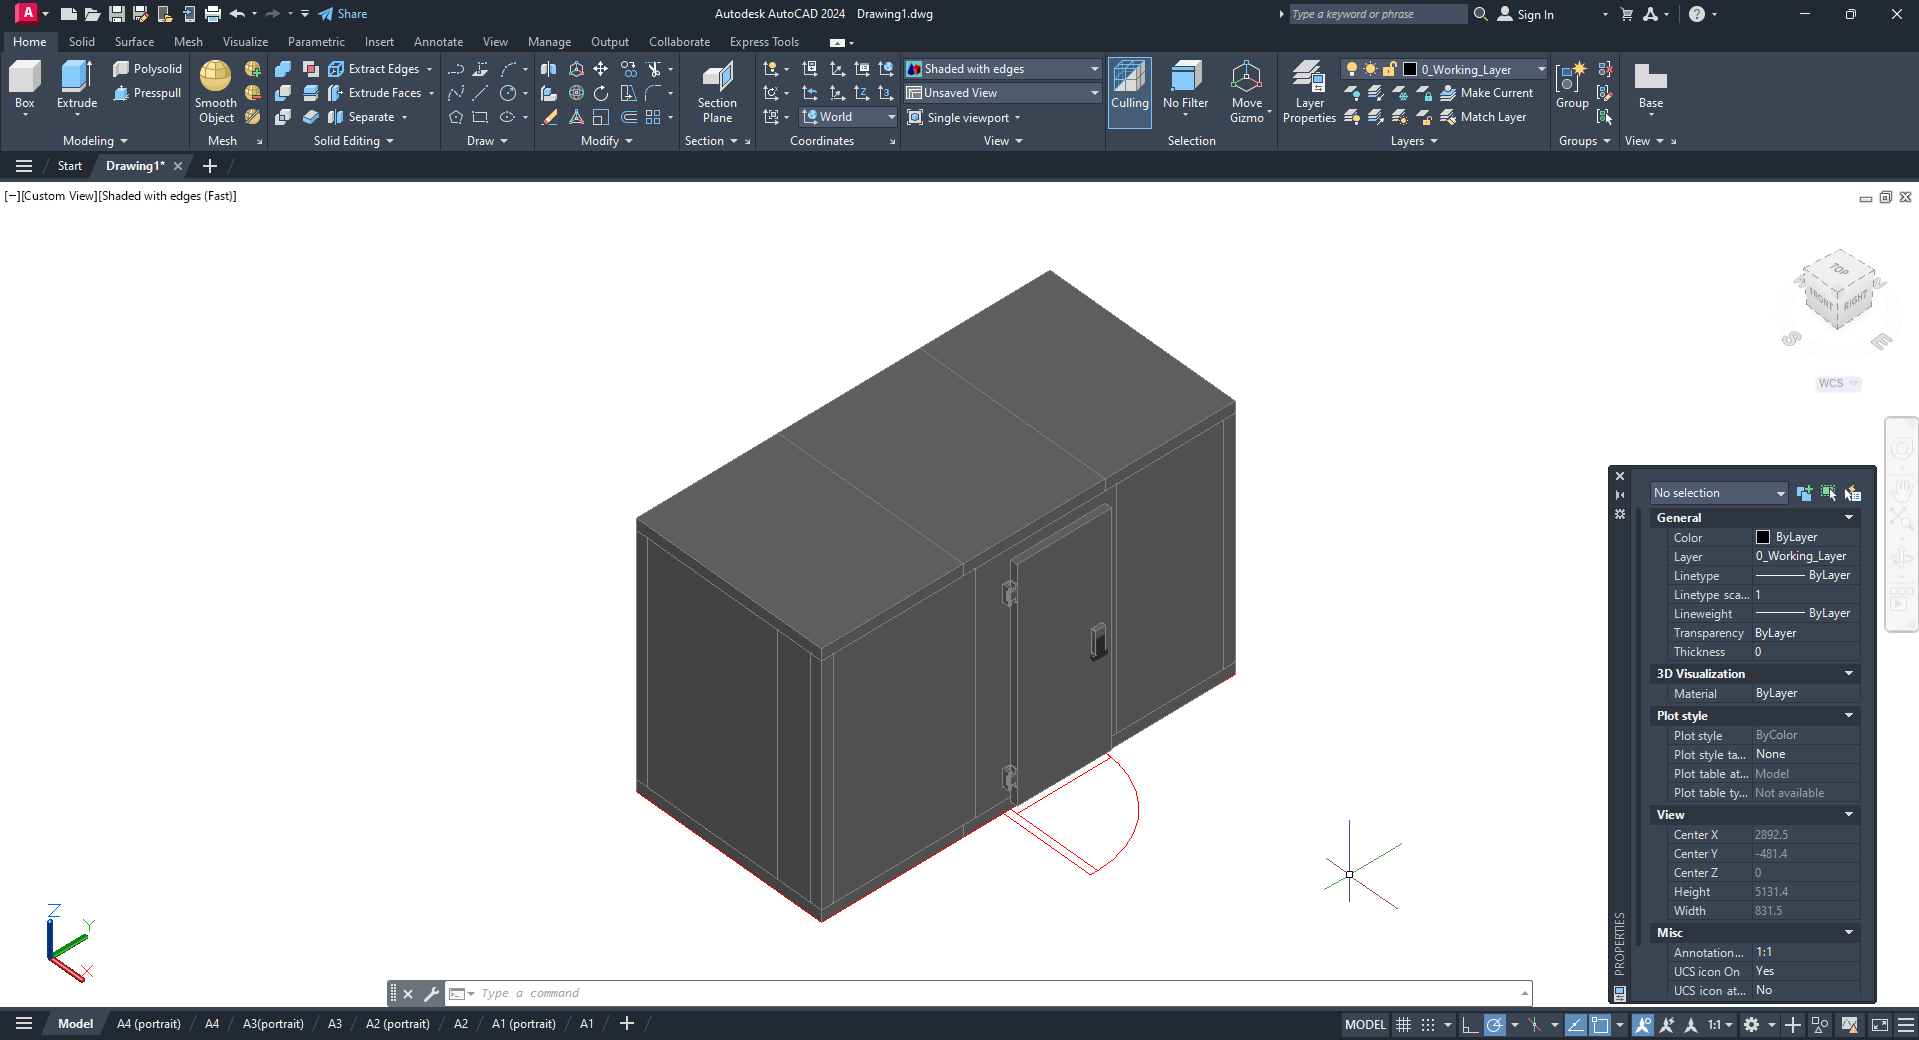 A Share Autodesk AutoCAD 2024 Drawing1.dwg Type a keyword or phrase Sign In
Home Solid Surface Mesh Visualize Parametric Insert Annotate View Manage Output Collaborate Express Tools
Box
Extrude
Polysolid
Presspull
Modeling
Smooth
Object
Mesh
Extract Edges
Extrude Faces
Separate
Solid Editing
Draw
Modify
Section
Plane
Section
World
Coordinates
Shaded with edges
Unsaved View
Single viewport
View
Culling
No Filter
Move
Gizmo
Selection
Layer
Properties
0_Working_Layer
Make Current
Match Layer
Layers
Group
Groups
Base
View
Start Drawing1*
[−][Custom View][Shaded with edges (Fast)]
TOP
FRONT RIGHT
S E
WCS
No selection
General
Color ByLayer
Layer 0_Working_Layer
Linetype ByLayer
Linetype sca... 1
Lineweight ByLayer
Transparency ByLayer
Thickness 0
3D Visualization
Material ByLayer
Plot style
Plot style ByColor
Plot style ta... None
Plot table at... Model
Plot table ty... Not available
View
Center X 2892.5
Center Y -481.4
Center Z 0
Height 5131.4
Width 831.5
Misc
Annotation... 1:1
UCS icon On Yes
UCS icon at... No
PROPERTIES
Z
Y
X
Type a command
Model A4 (portrait) A4 A3(portrait) A3 A2 (portrait) A2 A1 (portrait) A1
MODEL 1:1